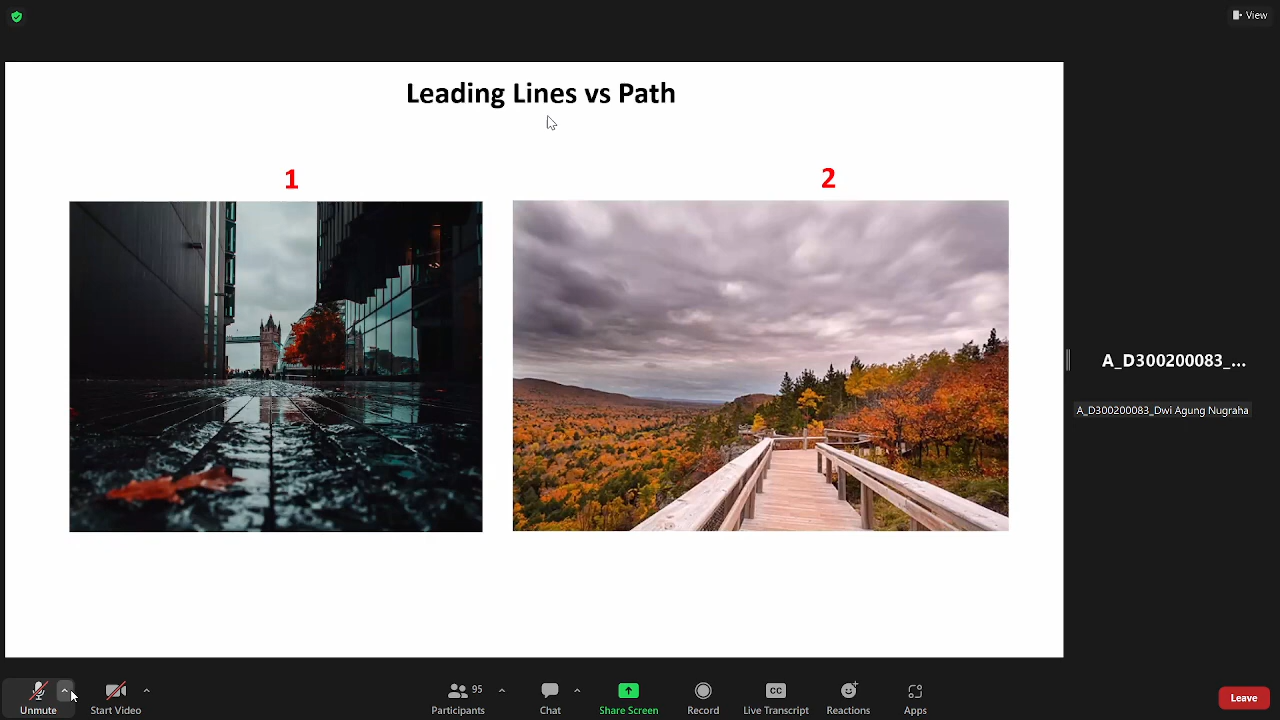 View
Leading Lines vs Path
1
2
A_D300200083_...
A_D300200083_Dwi Agung Nugraha
Unmute
Start Video
Participants
95
Chat
Share Screen
Record
CC
Live Transcript
Reactions
Apps
Leave